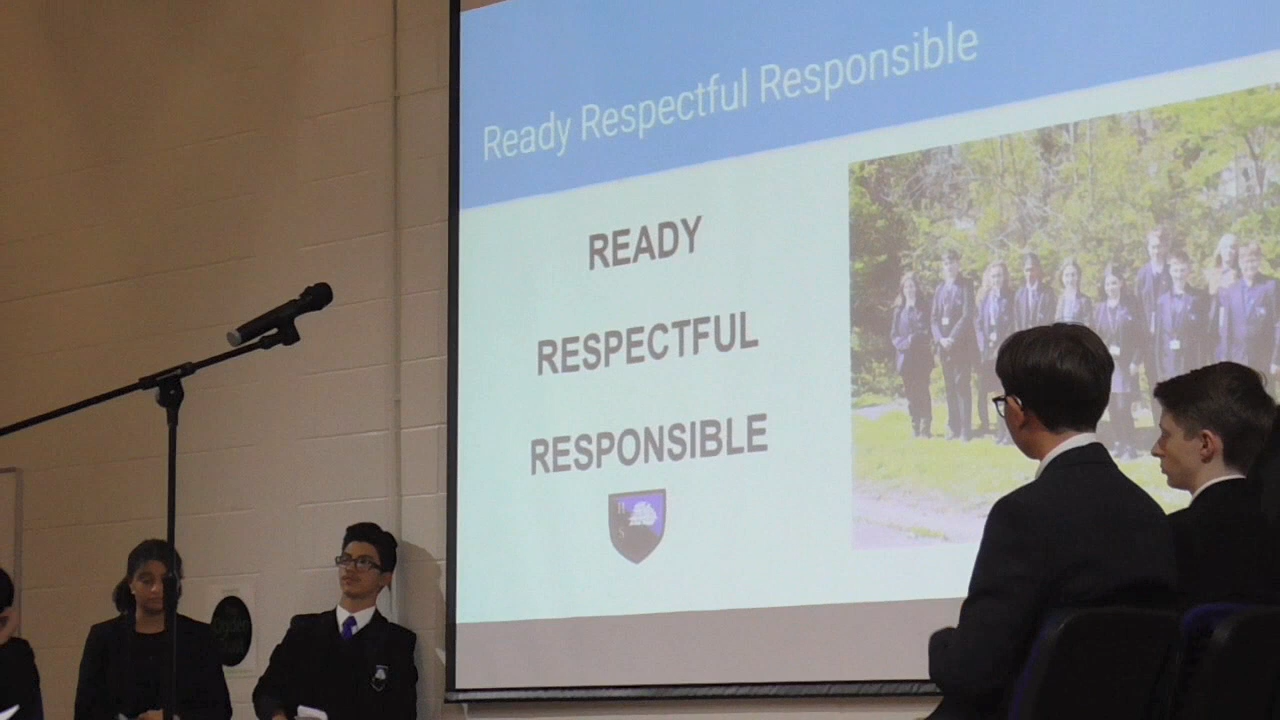 Ready Respectful Responsible
READY
RESPECTFUL
RESPONSIBLE
H
S